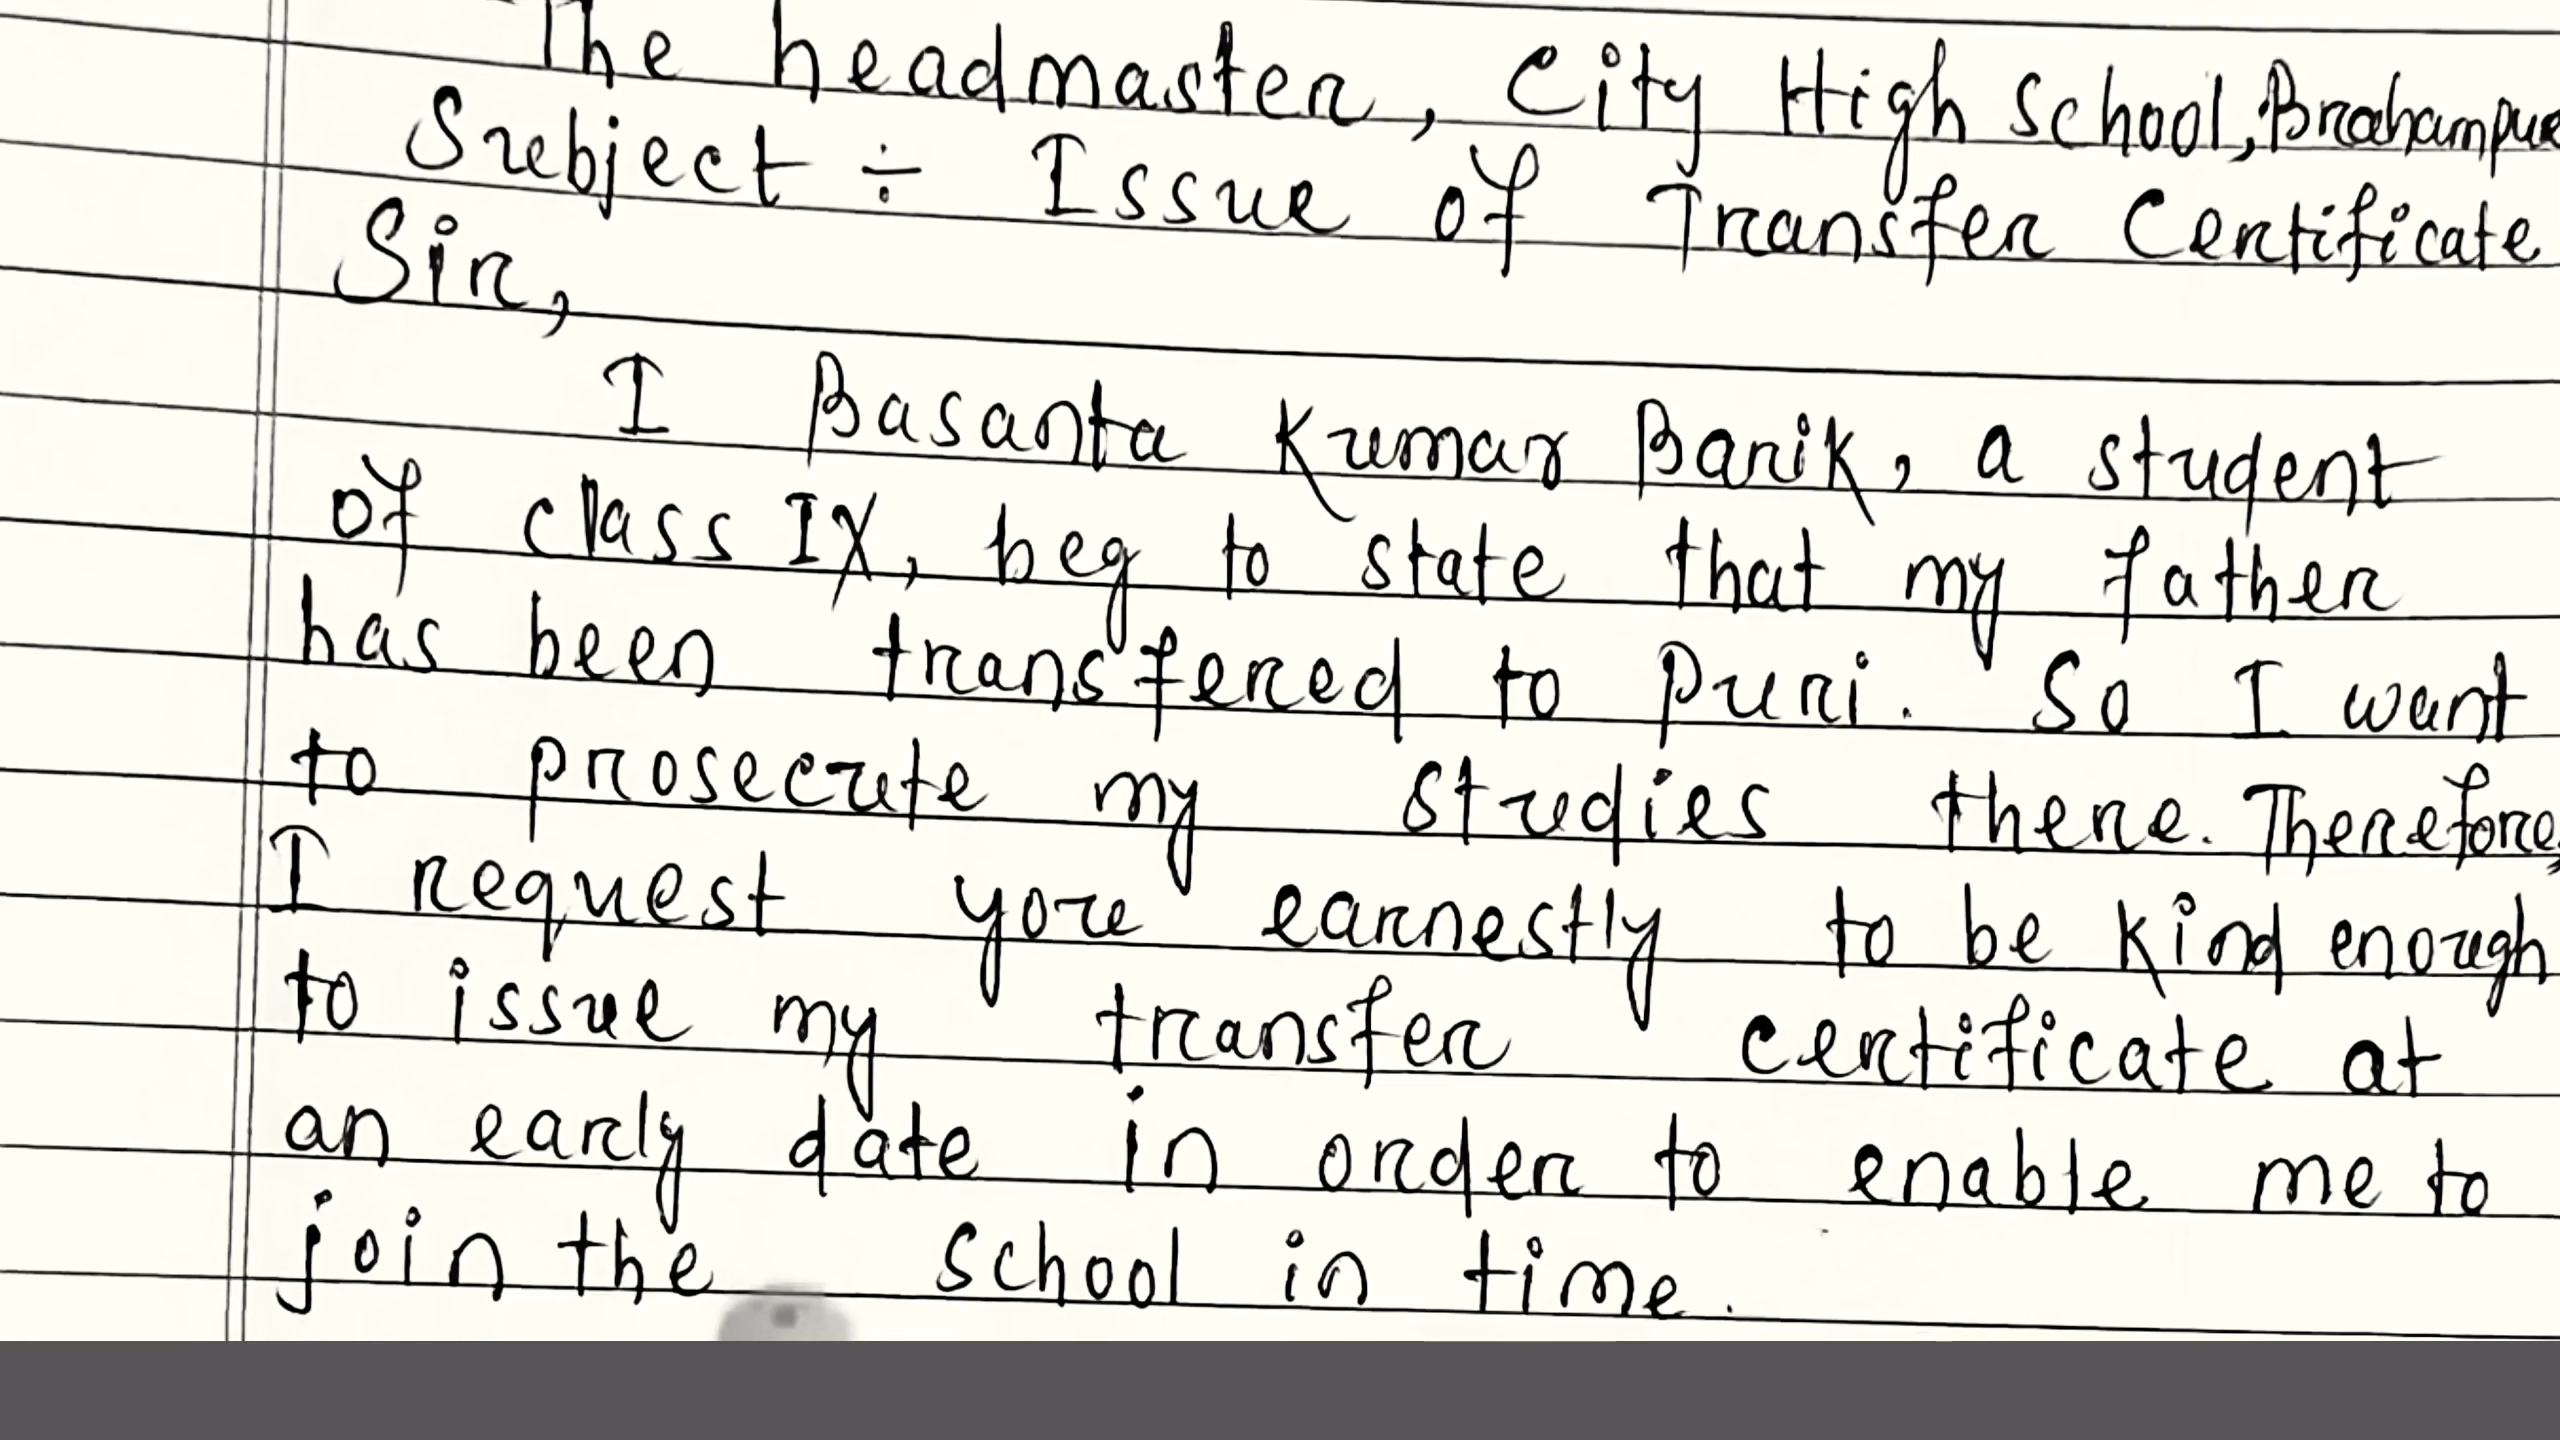 The headmaster, City High School, Brahampur
Subject ÷ Issue of Transfer Certificate
Sir,
I Basanta Kumar Barik, a student
of class IX, beg to state that my father
has been transfered to Puri. So I want
to prosecute my studies there. Therefore,
I request you earnestly to be kind enough
to issue my transfer certificate at
an early date in order to enable me to
join the school in time.